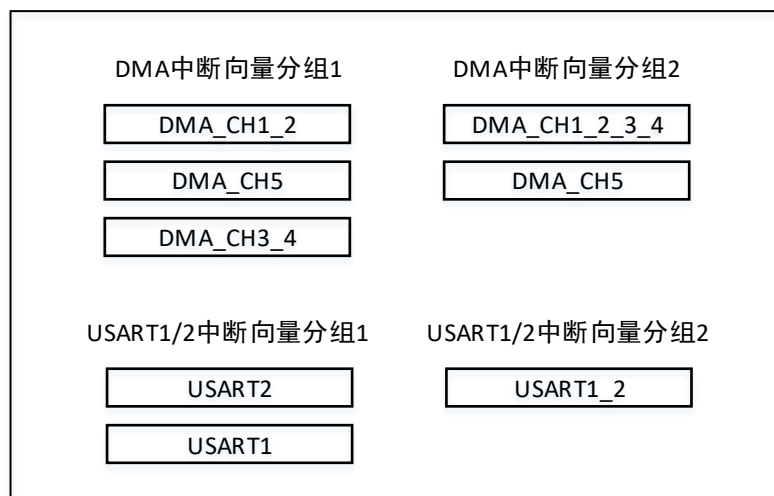 DMA中断向量分组1
DMA_CH1_2
DMA_CH5
DMA_CH3_4
DMA中断向量分组2
DMA_CH1_2_3_4
DMA_CH5
USART1/2中断向量分组1
USART2
USART1
USART1/2中断向量分组2
USART1_2